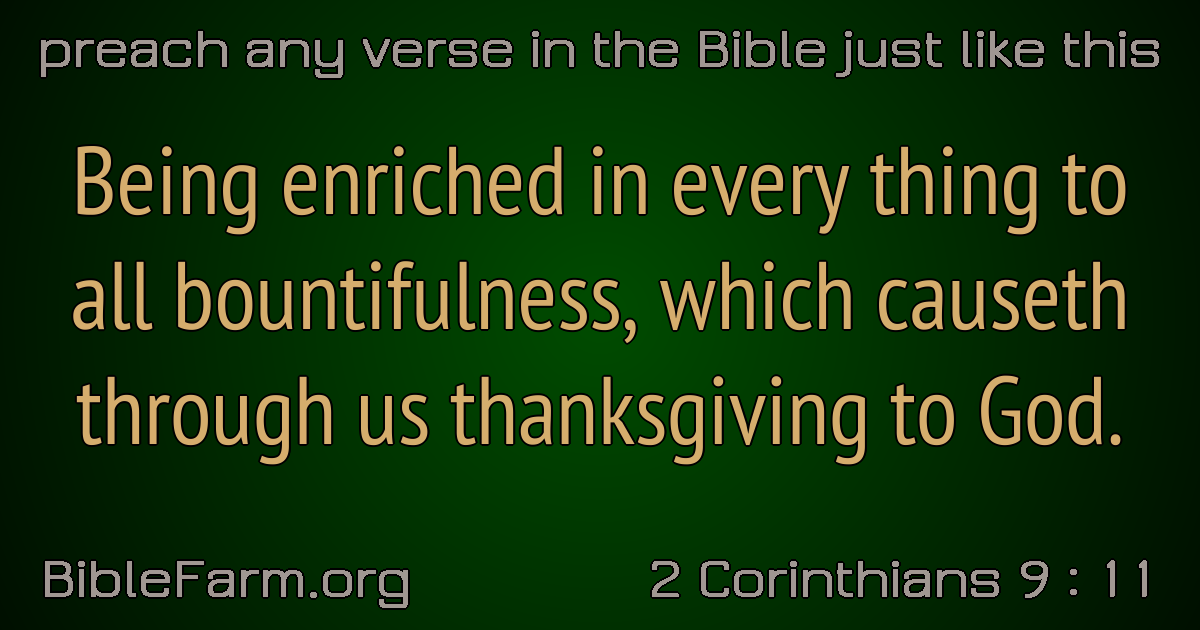 preach any verse in the Bible just like this
Being enriched in every thing to
all bountifulness, which causeth
through us thanksgiving to God.
BibleFarm.org
2 Corinthians 9 : 11